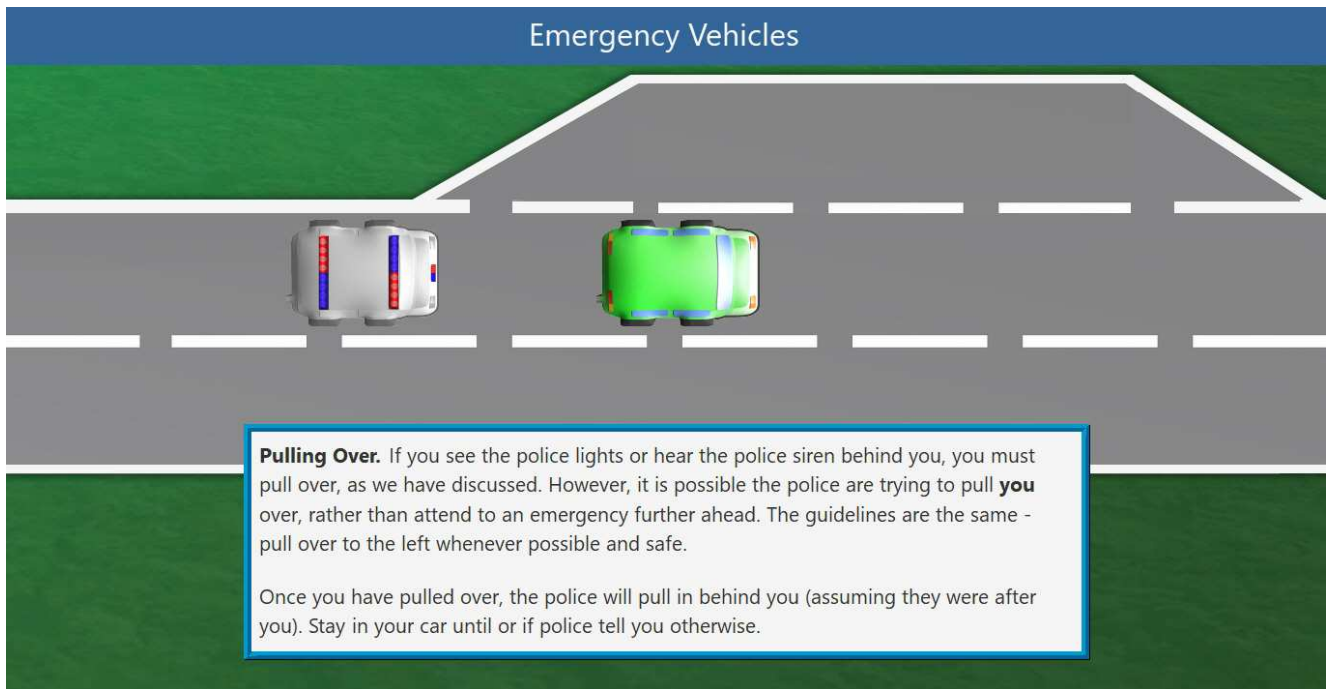 Emergency Vehicles
Pulling Over. If you see the police lights or hear the police siren behind you, you must
pull over, as we have discussed. However, it is possible the police are trying to pull you
over, rather than attend to an emergency further ahead. The guidelines are the same -
pull over to the left whenever possible and safe.
Once you have pulled over, the police will pull in behind you (assuming they were after
you). Stay in your car until or if police tell you otherwise.